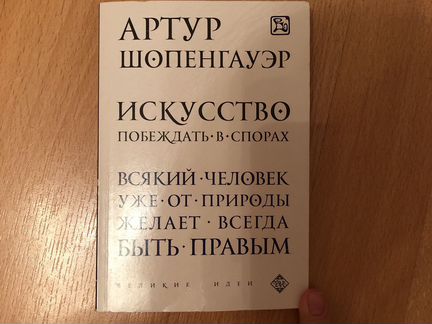 АРТУР
ШОПЕНГАУЭР
ИСКУССТВО
ПОБЕЖДАТЬ·В·СПОРАХ
ВСЯКИЙ·ЧЕЛОВЕК
УЖЕ·ОТ·ПРИРОДЫ
ЖЕЛАЕТ·ВСЕГДА
БЫТЬ·ПРАВЫМ
ВЕЛИКИЕ ИДЕИ